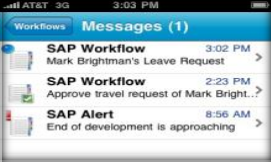 AT&T 3G 3:03 PM
Workflows Messages (1)
SAP Workflow 3:02 PM
Mark Brightman's Leave Request
SAP Workflow 2:23 PM
Approve travel request of Mark Bright...
SAP Alert 8:56 AM
End of development is approaching